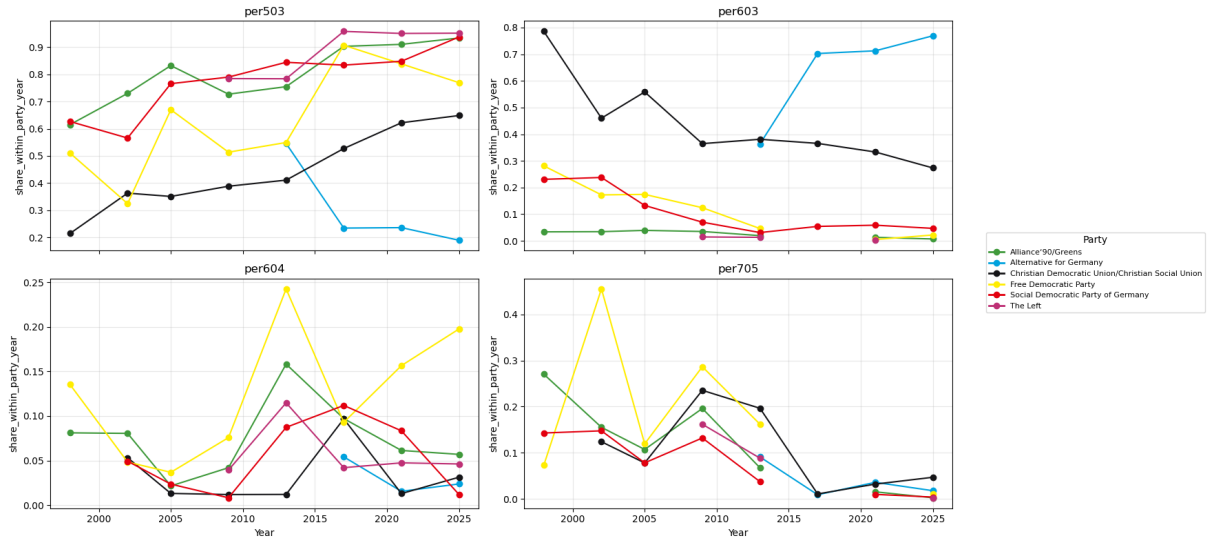 per503
share_within_party_year
0.9
0.8
0.7
0.6
0.5
0.4
0.3
0.2
per603
share_within_party_year
0.8
0.7
0.6
0.5
0.4
0.3
0.2
0.1
0.0
per604
share_within_party_year
0.25
0.20
0.15
0.10
0.05
0.00
2000
2005
2010
2015
2020
2025
Year
per705
share_within_party_year
0.4
0.3
0.2
0.1
0.0
2000
2005
2010
2015
2020
2025
Year
Party
Alliance'90/Greens
Alternative for Germany
Christian Democratic Union/Christian Social Union
Free Democratic Party
Social Democratic Party of Germany
The Left